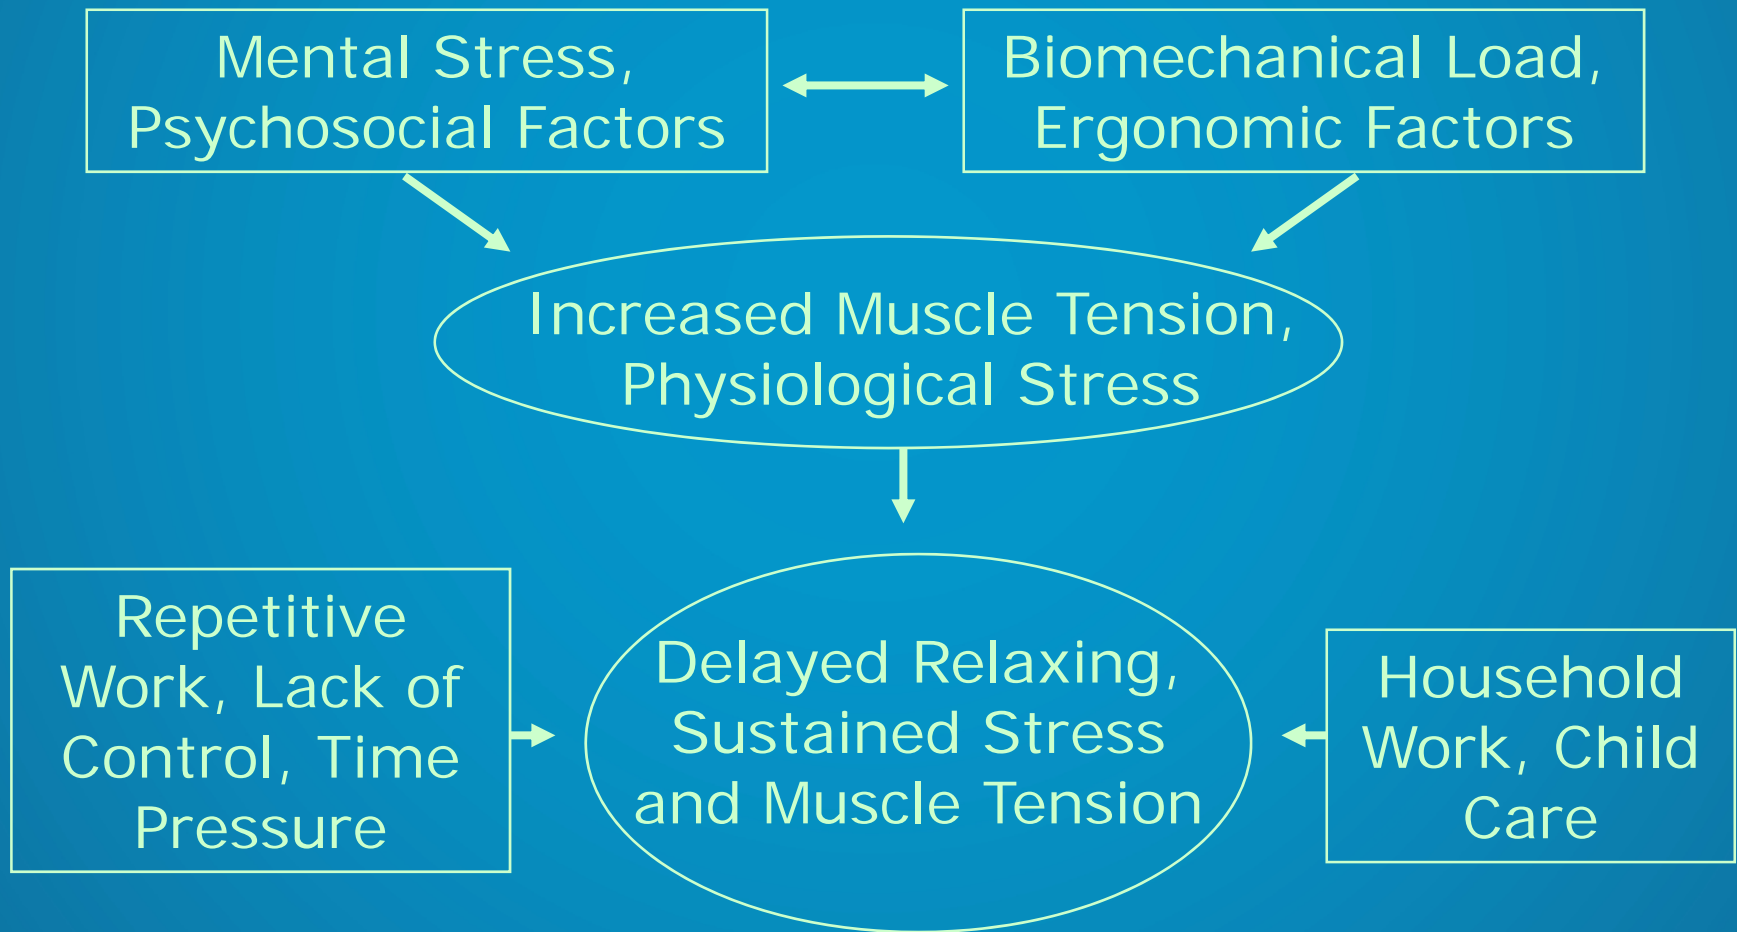 Mental Stress,
Psychosocial Factors
Biomechanical Load,
Ergonomic Factors
Increased Muscle Tension,
Physiological Stress
Repetitive
Work, Lack of
Control, Time
Pressure
Delayed Relaxing,
Sustained Stress
and Muscle Tension
Household
Work, Child
Care